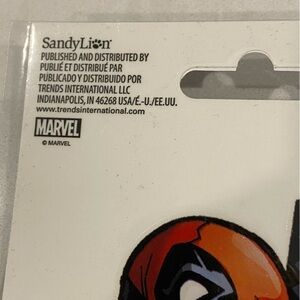 SandyLion
PUBLISHED AND DISTRIBUTED BY
PUBLIÉ ET DISTRIBUÉ PAR
PUBLICADO Y DISTRIBUIDO POR
TRENDS INTERNATIONAL LLC
INDIANAPOLIS, IN 46268 USA/É.-U./EE.UU.
www.trendsinternational.com
MARVEL
© MARVEL